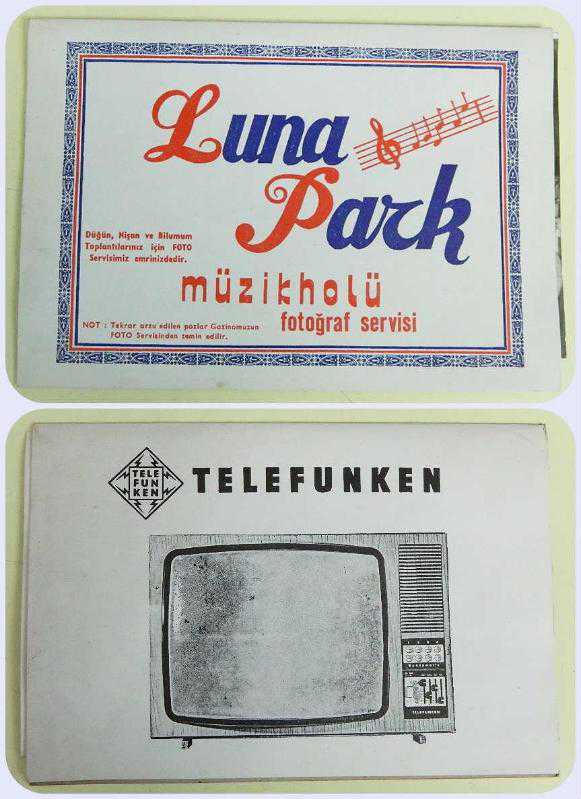 Luna
Park
Düğün, Nişan ve Bilumum
Toplantılarınız için FOTO
Servisimiz emrinizdedir.
müzikholü
fotoğraf servisi
NOT : Tekrar arzu edilen pozlar Gazinomuzun
FOTO Servisinden temin edilir.
TELE
FUN
KEN
TELEFUNKEN
TELEFUNKEN